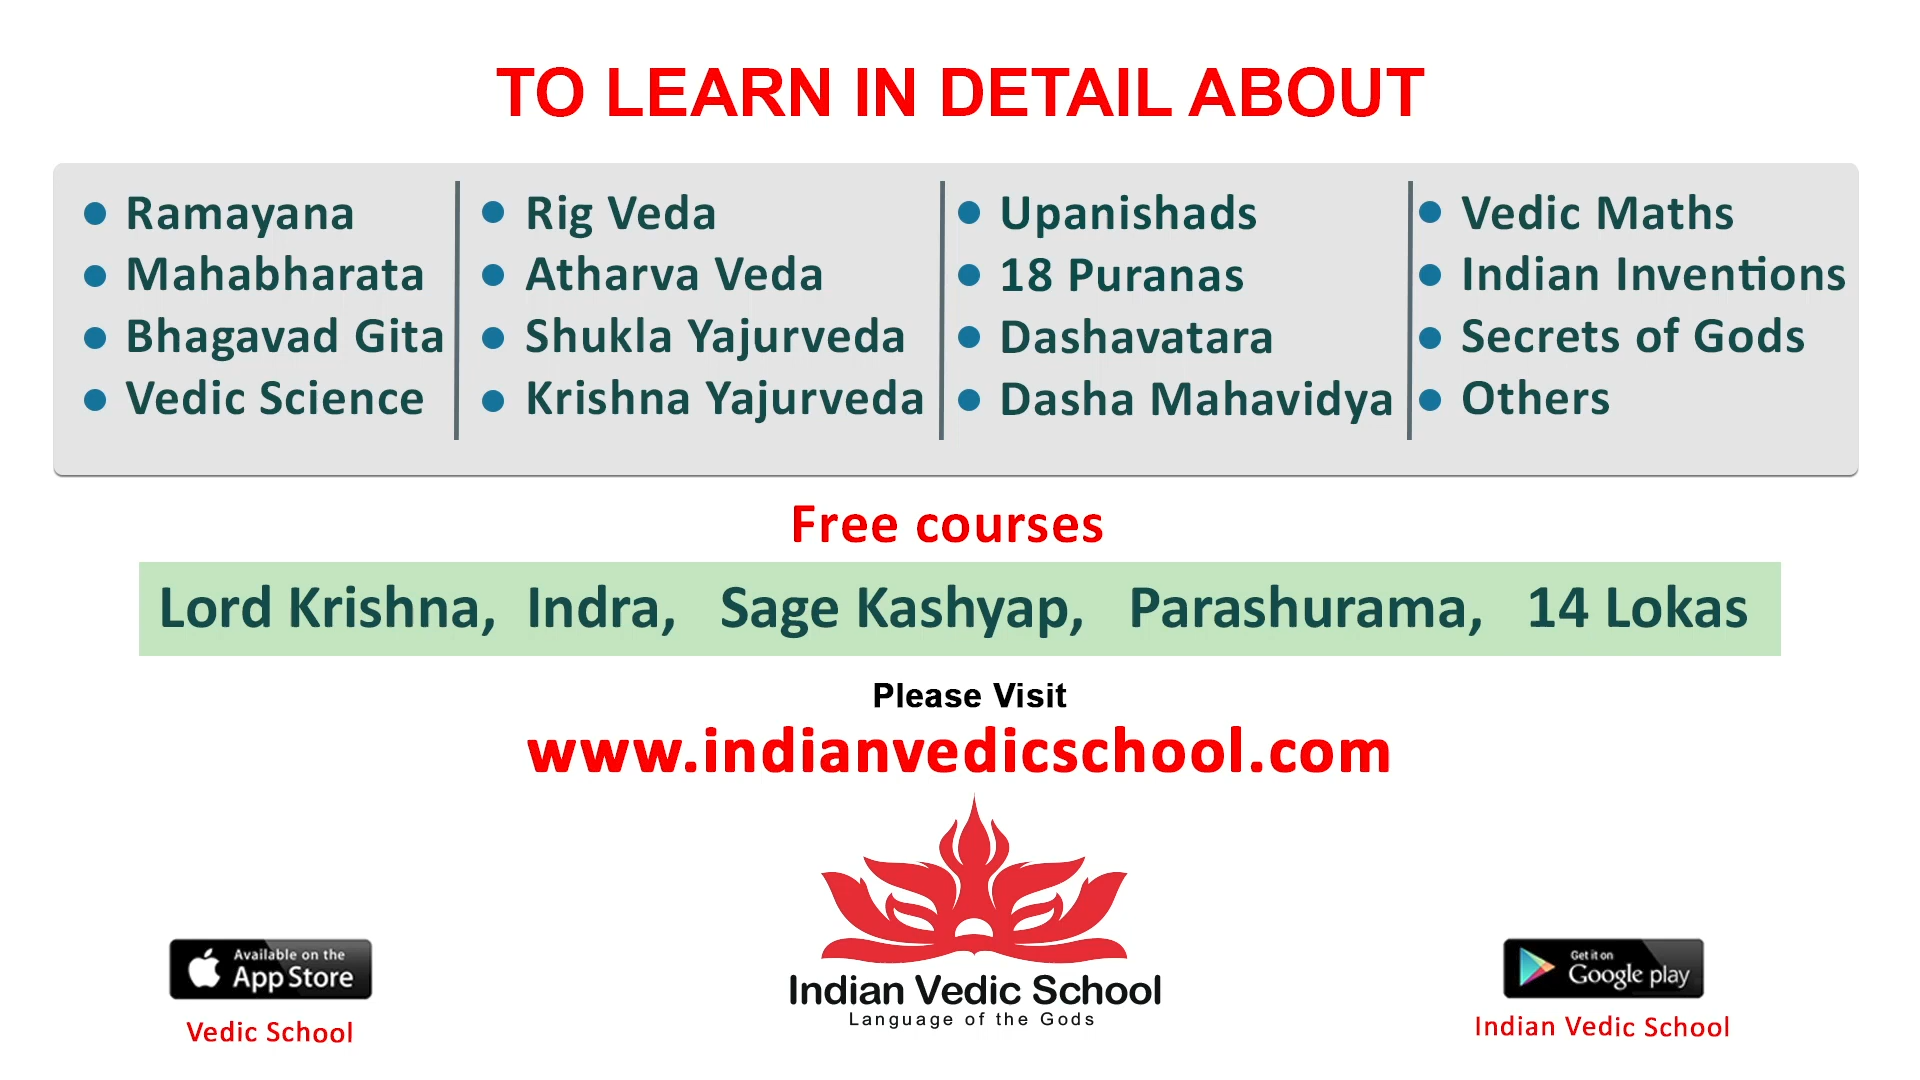 TO LEARN IN DETAIL ABOUT
Ramayana
Mahabharata
Bhagavad Gita
Vedic Science
Rig Veda
Atharva Veda
Shukla Yajurveda
Krishna Yajurveda
Upanishads
18 Puranas
Dashavatara
Dasha Mahavidya
Vedic Maths
Indian Inventions
Secrets of Gods
Others
Free courses
Lord Krishna, Indra, Sage Kashyap, Parashurama, 14 Lokas
Please Visit
www.indianvedicschool.com
Indian Vedic School
Language of the Gods
Available on the
App Store
Vedic School
Get it on
Google play
Indian Vedic School